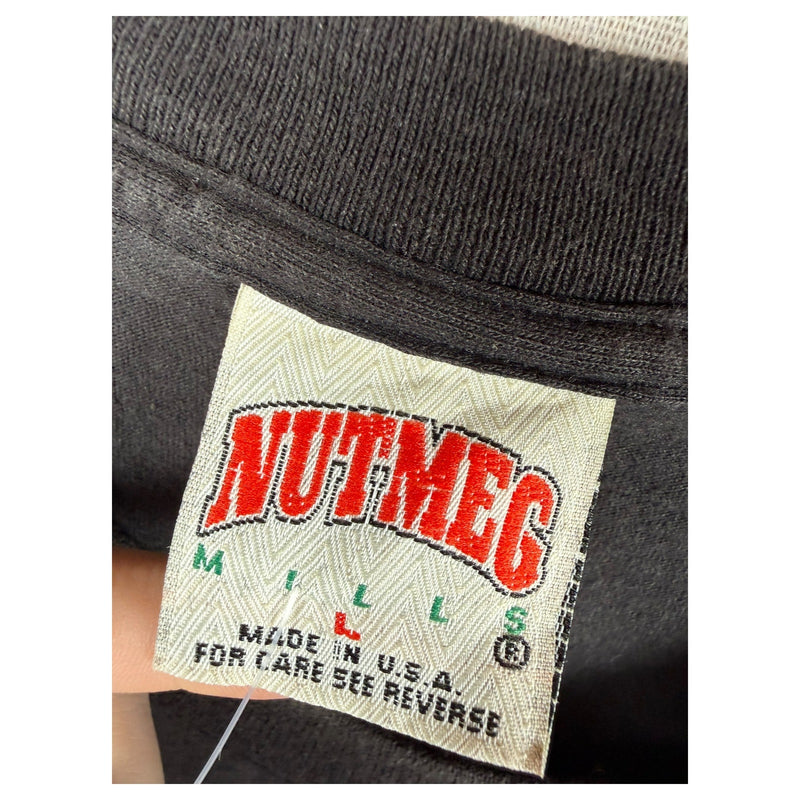 NUTMEG
MILLS
L
®
MADE IN U.S.A.
FOR CARE SEE REVERSE